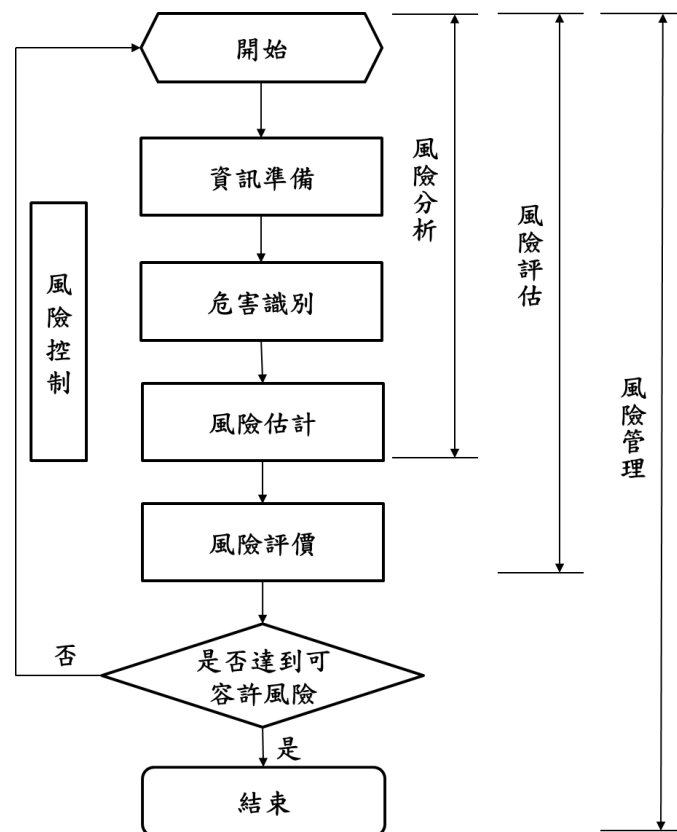 開始
資訊準備
危害識別
風險估計
風險評價
是否達到可
容許風險
否
是
結束
風險控制
風險分析
風險評估
風險管理